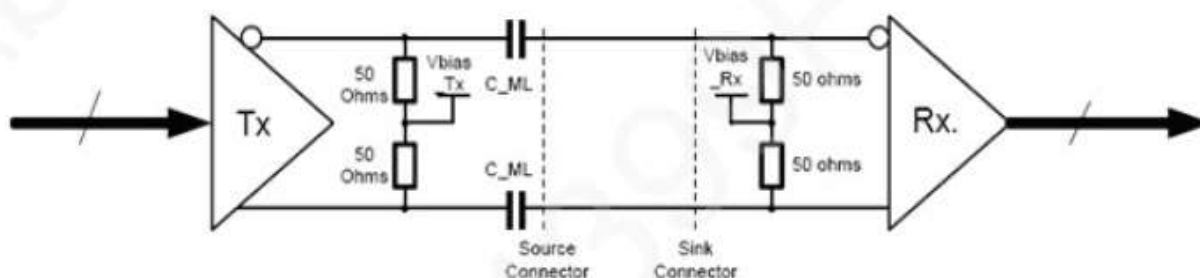 Tx
50
Ohms
50
Ohms
Vbias
_Tx
C_ML
C_ML
Source
Connector
Sink
Connector
Vbias
_Rx
50 ohms
50 ohms
Rx.